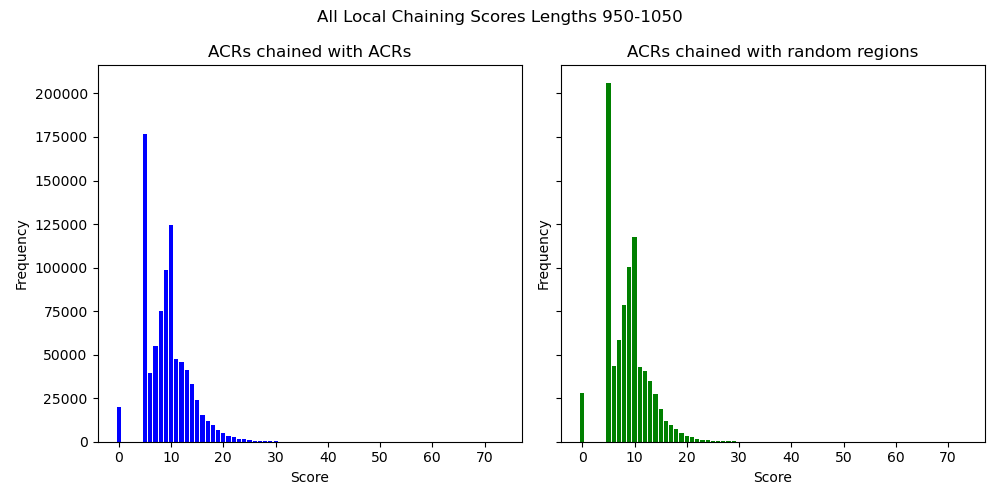 All Local Chaining Scores Lengths 950-1050
ACRs chained with ACRs
ACRs chained with random regions
Frequency
200000
175000
150000
125000
100000
75000
50000
25000
0
0 10 20 30 40 50 60 70
Score
Frequency
0 10 20 30 40 50 60 70
Score